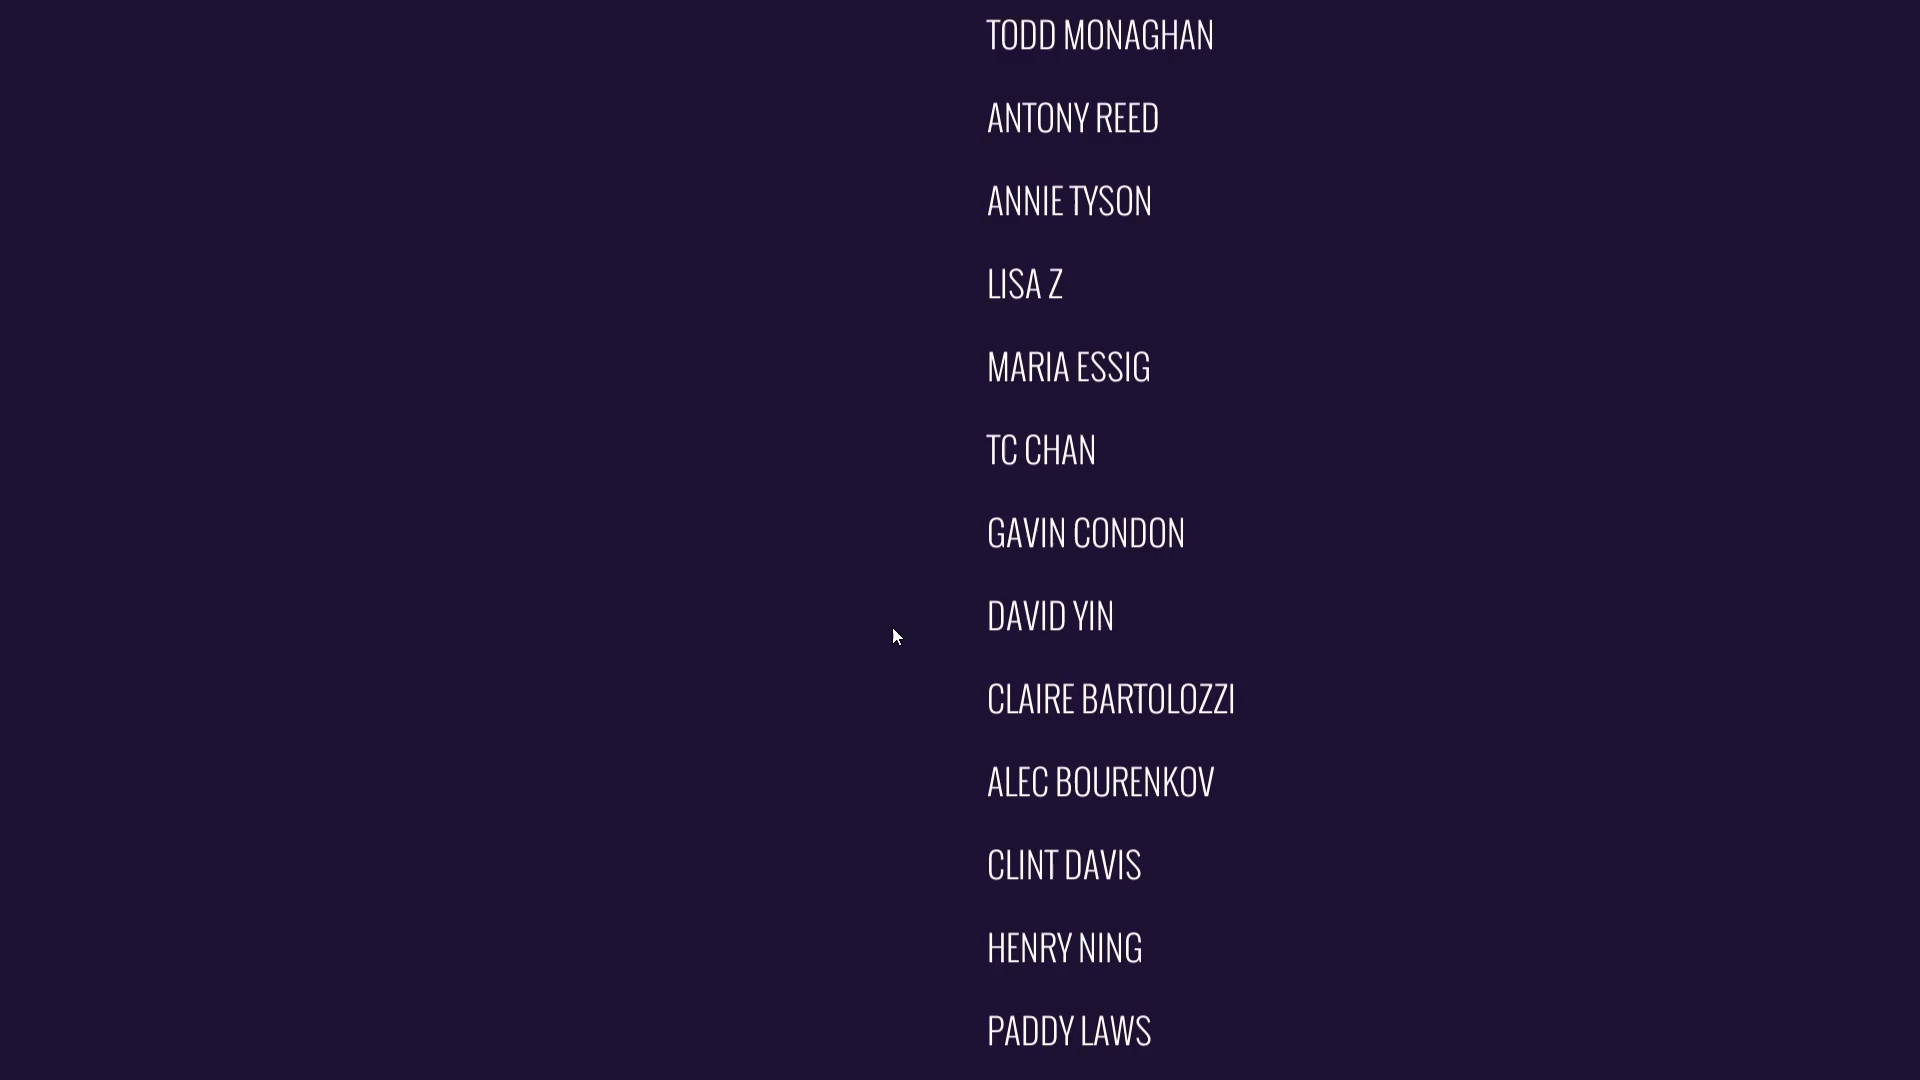 TODD MONAGHAN
ANTONY REED
ANNIE TYSON
LISA Z
MARIA ESSIG
TC CHAN
GAVIN CONDON
DAVID YIN
CLAIRE BARTOLOZZI
ALEC BOURENKOV
CLINT DAVIS
HENRY NING
PADDY LAWS